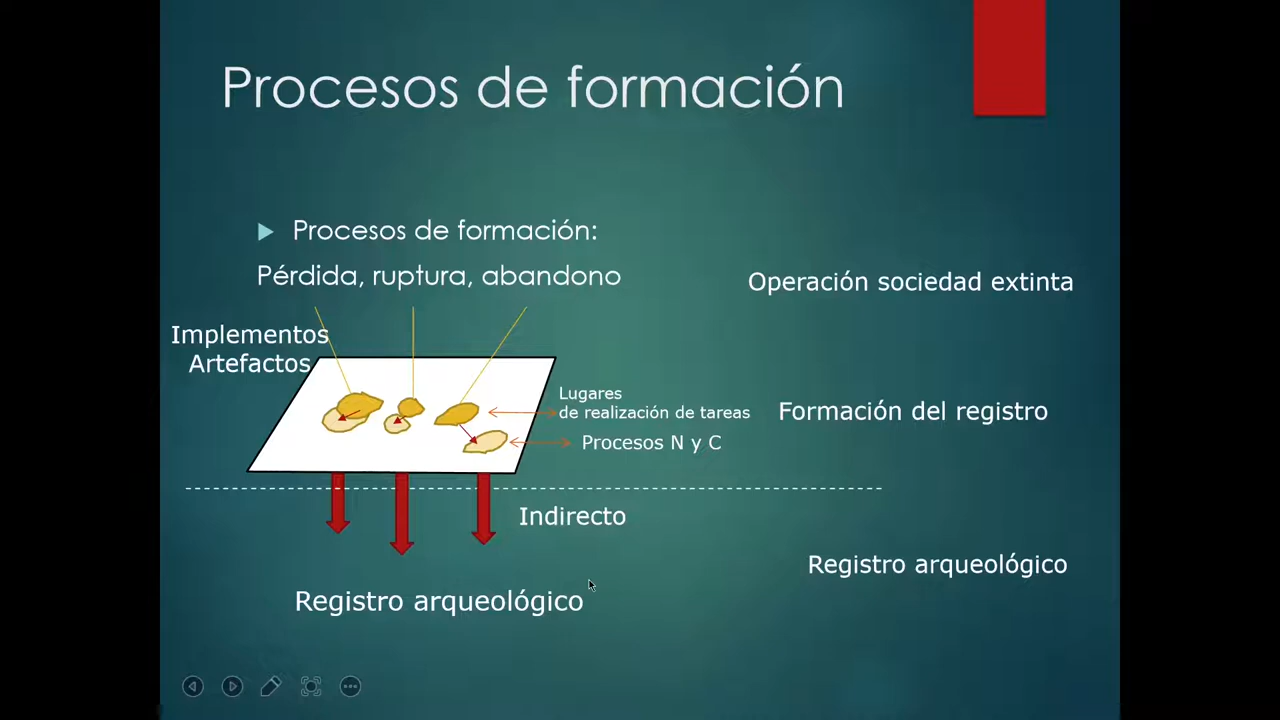 Procesos de formación
Procesos de formación:
Pérdida, ruptura, abandono
Operación sociedad extinta
Implementos
Artefactos
Lugares
de realización de tareas
Formación del registro
Procesos N y C
Indirecto
Registro arqueológico
Registro arqueológico